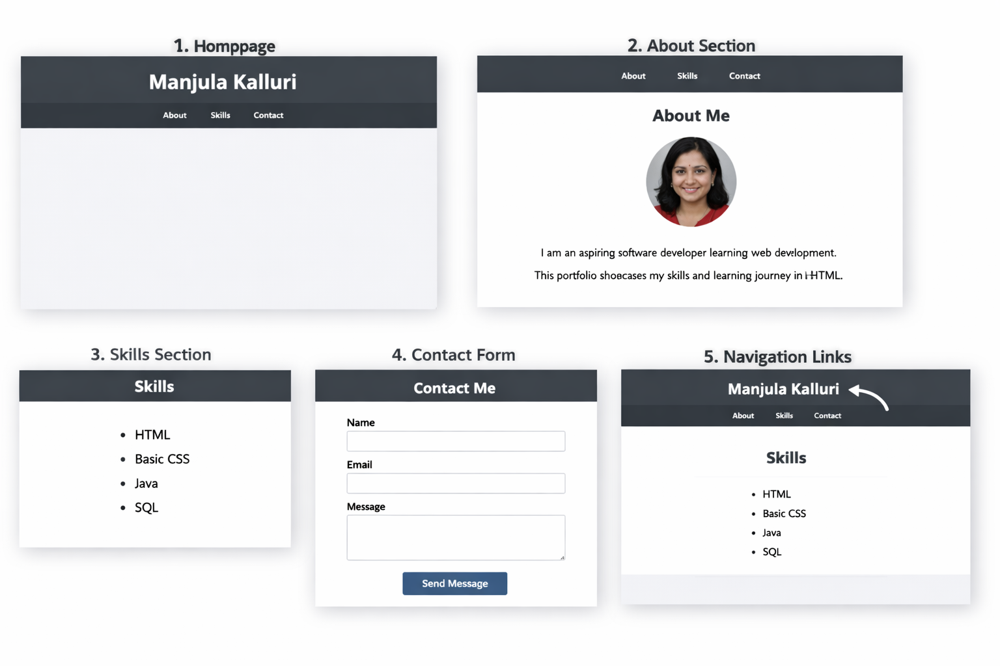 1. Homppage
Manjula Kalluri
About Skills Contact
2. About Section
About Skills Contact
About Me
I am an aspiring software developer learning web development.
This portfolio shoecases my skills and learning journey in HTML.
3. Skills Section
Skills
• HTML
• Basic CSS
• Java
• SQL
4. Contact Form
Contact Me
Name
Email
Message
Send Message
5. Navigation Links
Manjula Kalluri
About Skills Contact
Skills
• HTML
• Basic CSS
• Java
• SQL